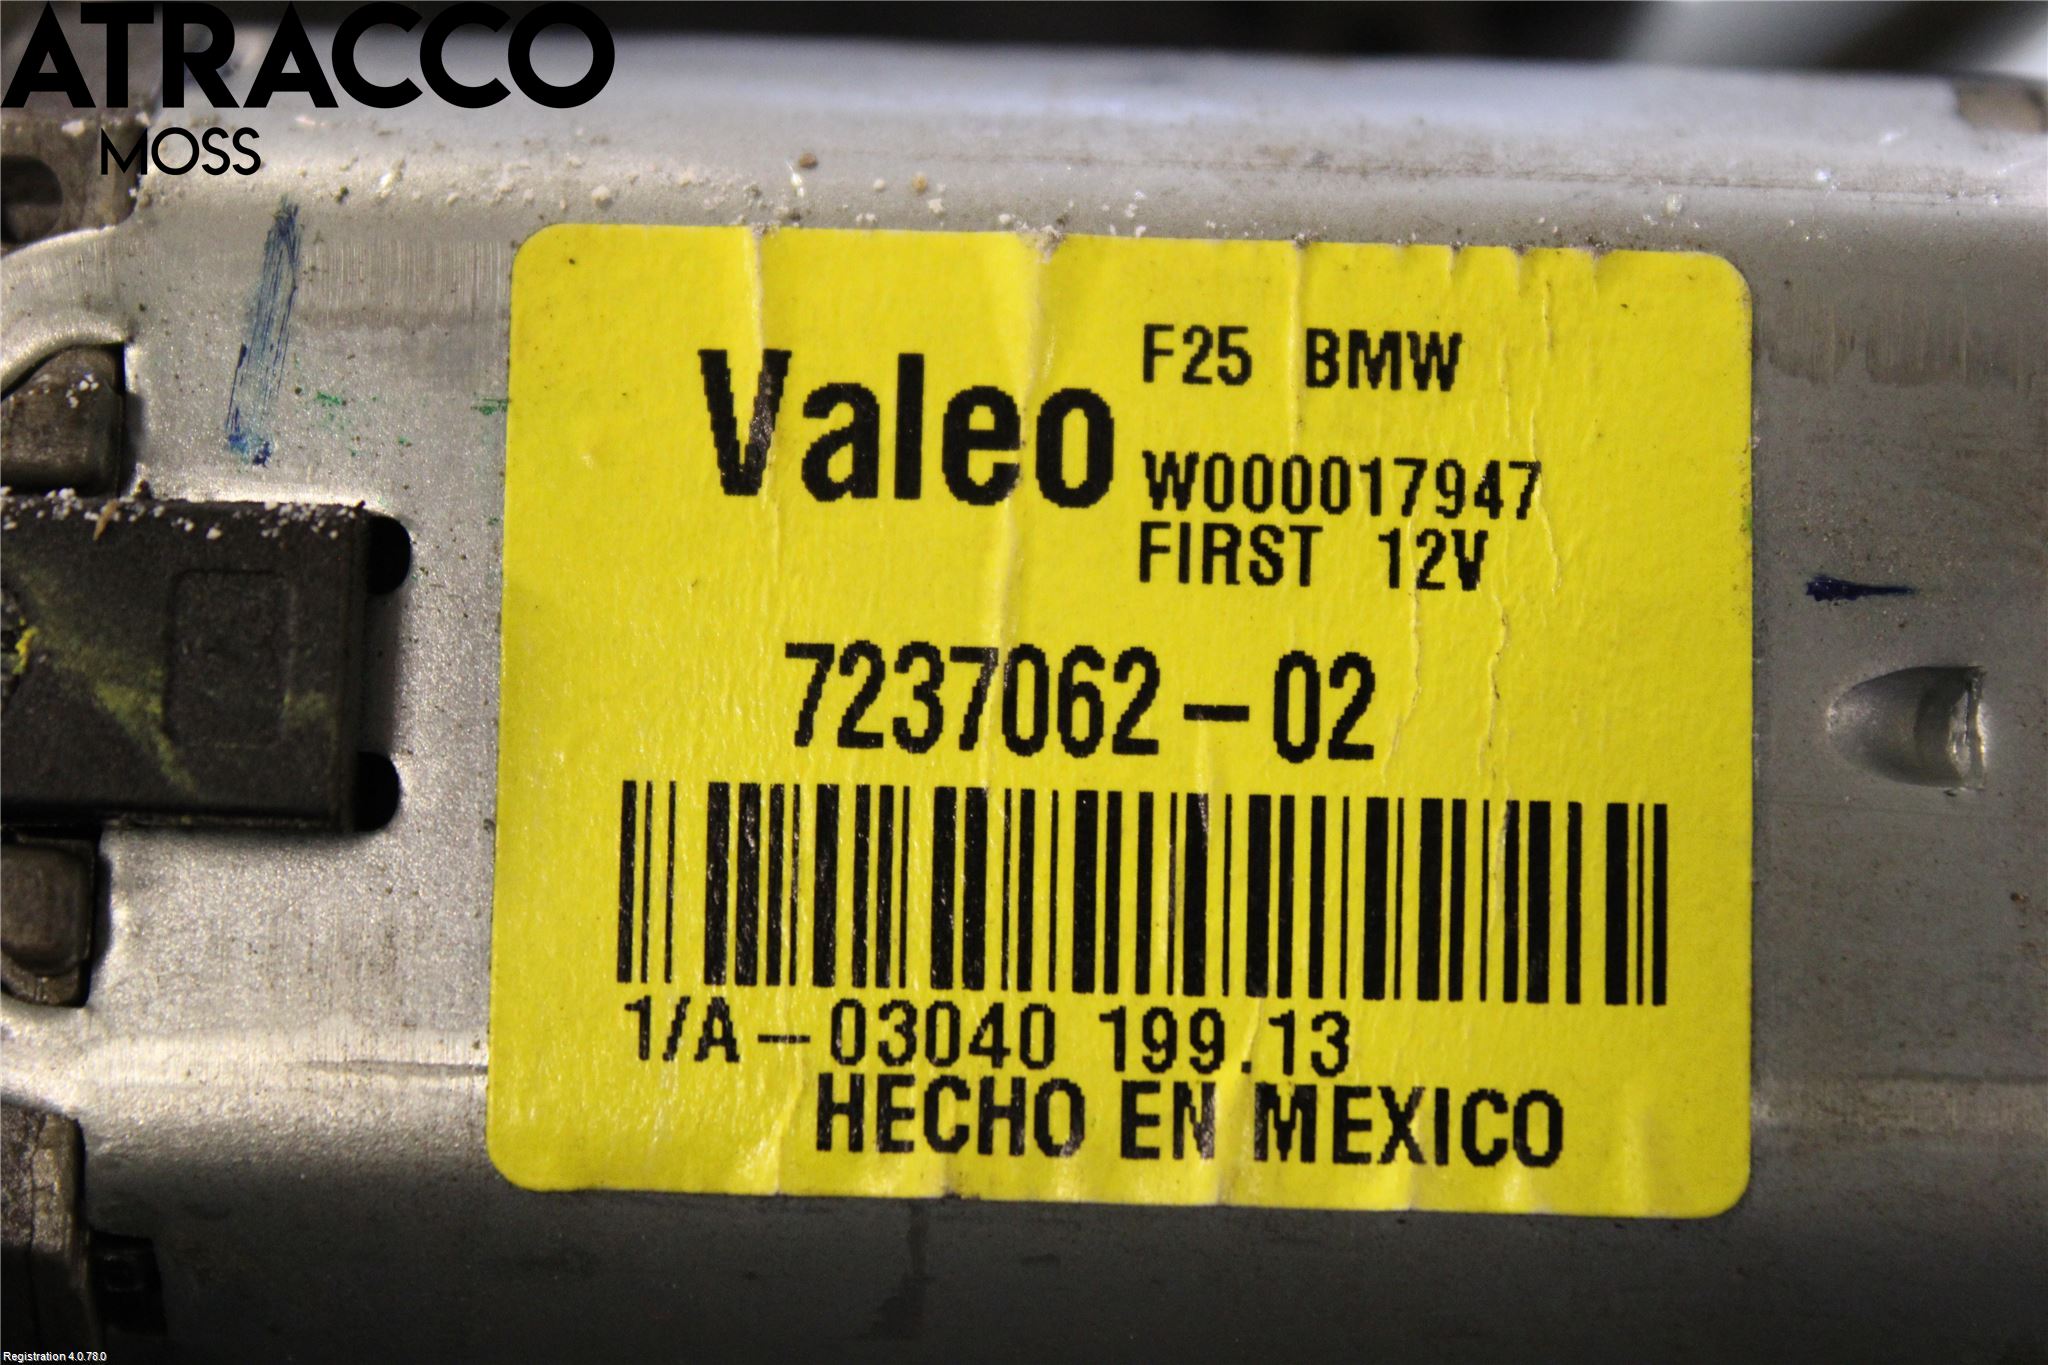 ATRACCO
MOSS
Valeo
F25 BMW
W000017947
FIRST 12V
7237062-02
1/A-03040 199.13
HECHO EN MEXICO
Registration 4.0.78.0